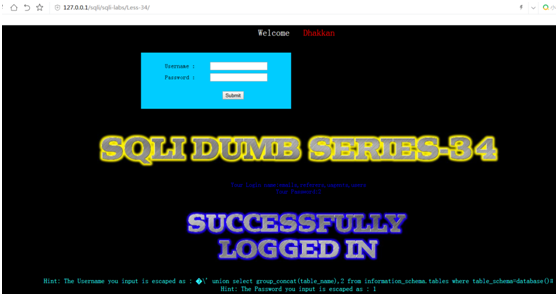 127.0.0.1/sqli/sqli-labs/Less-34/
Welcome Dhakkan
Username :
Password :
Submit
SQLI DUMB SERIES-34
SUCCESSFULLY
LOGGED IN
Hint: The Username you input is escaped as : �\' union select group_concat(table_name),2 from information_schema.tables where table_schema=database()#
Hint: The Password you input is escaped as : 1